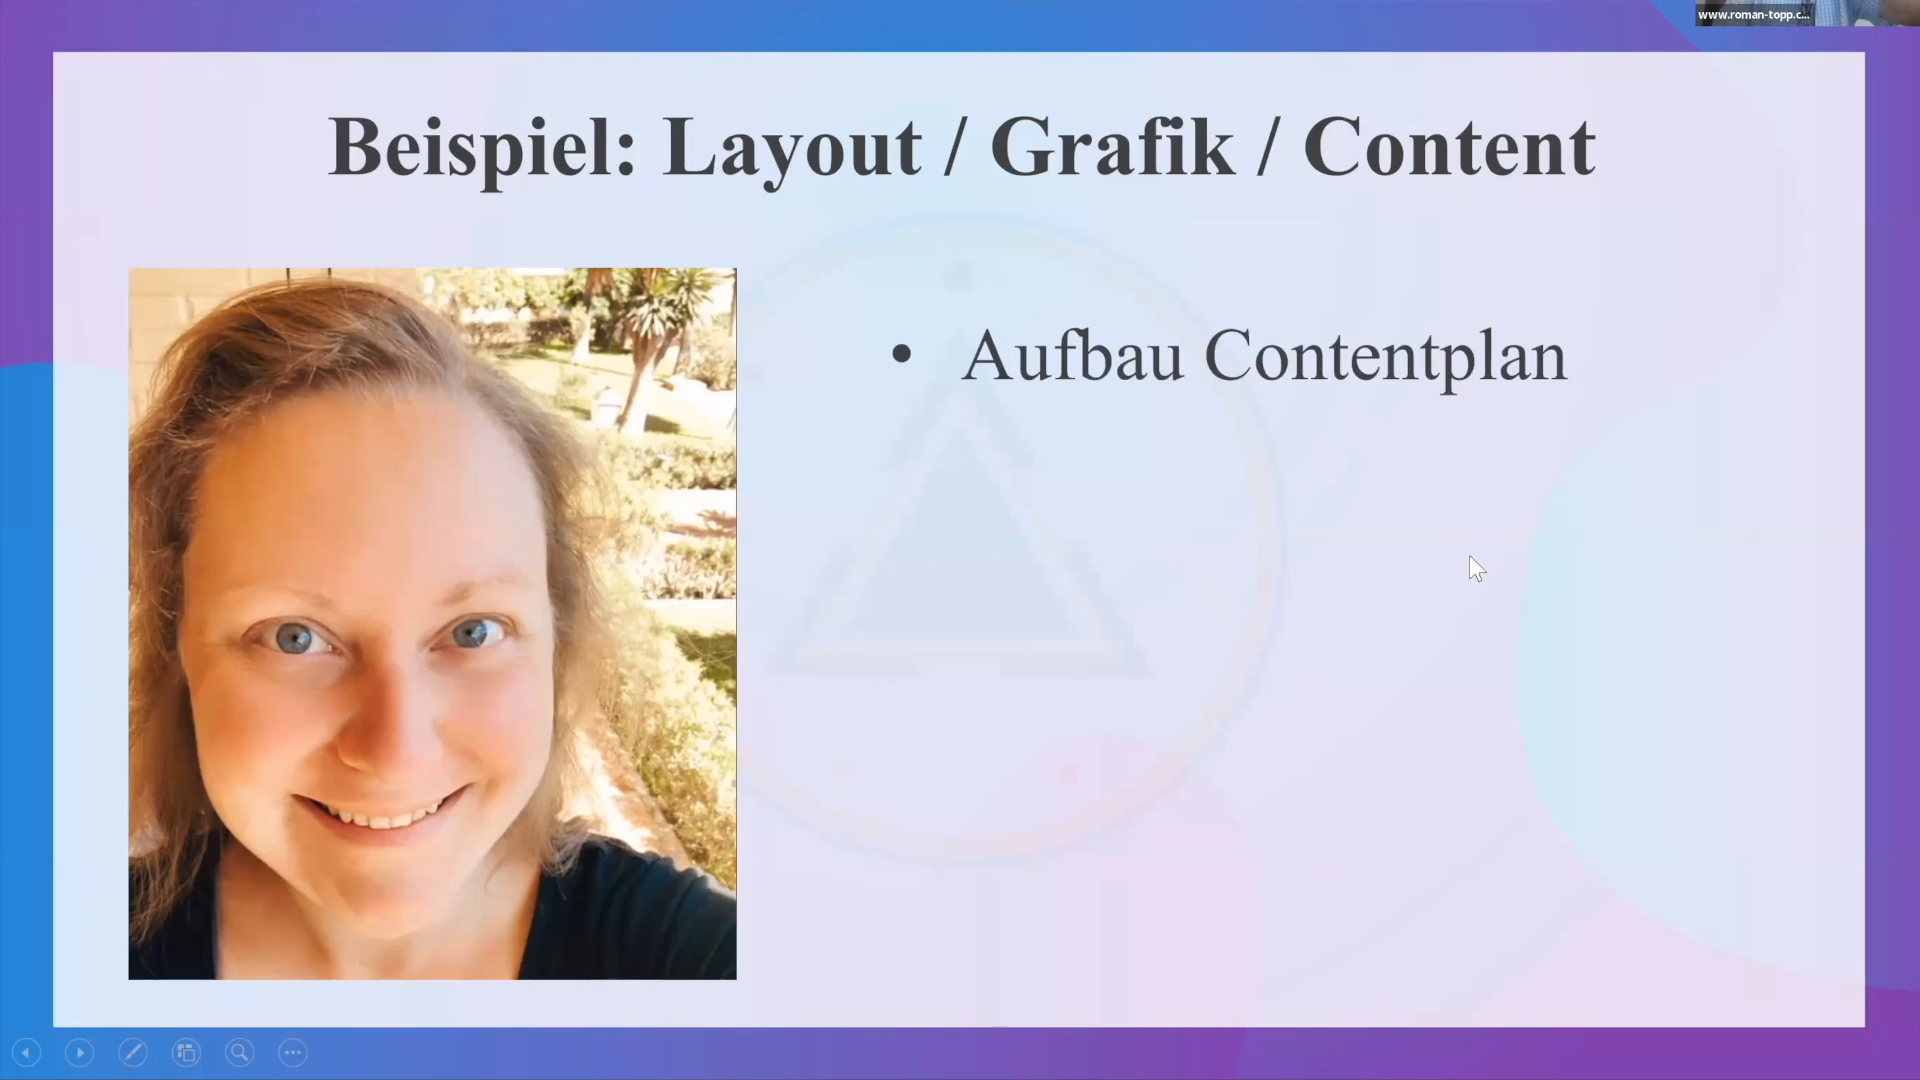 www.roman-topp.c...
Beispiel: Layout / Grafik / Content
• Aufbau Contentplan